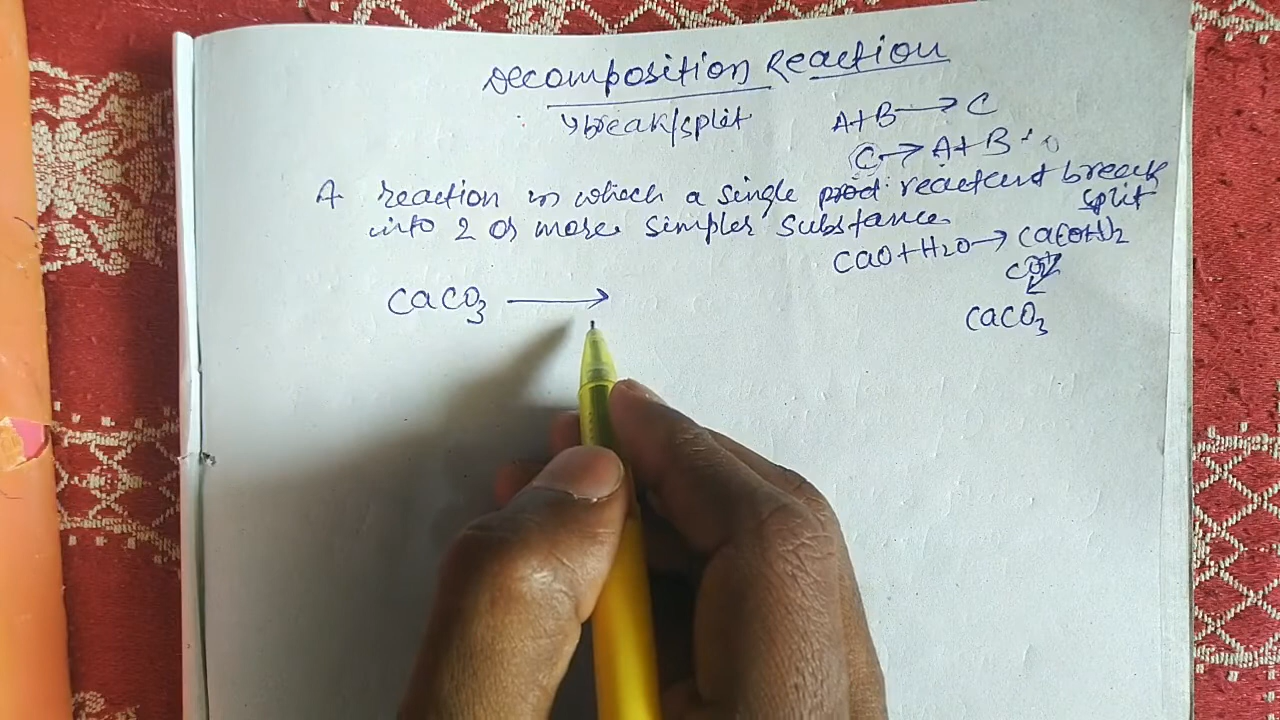 Decomposition Reaction
↳break/split
A+B → C
C → A+B +
A reaction in which a single prod: reactant break
split
into 2 or more simpler substance
CaO+H2O → Ca(OH)2
CaCO3 →
CO2
CaCO3